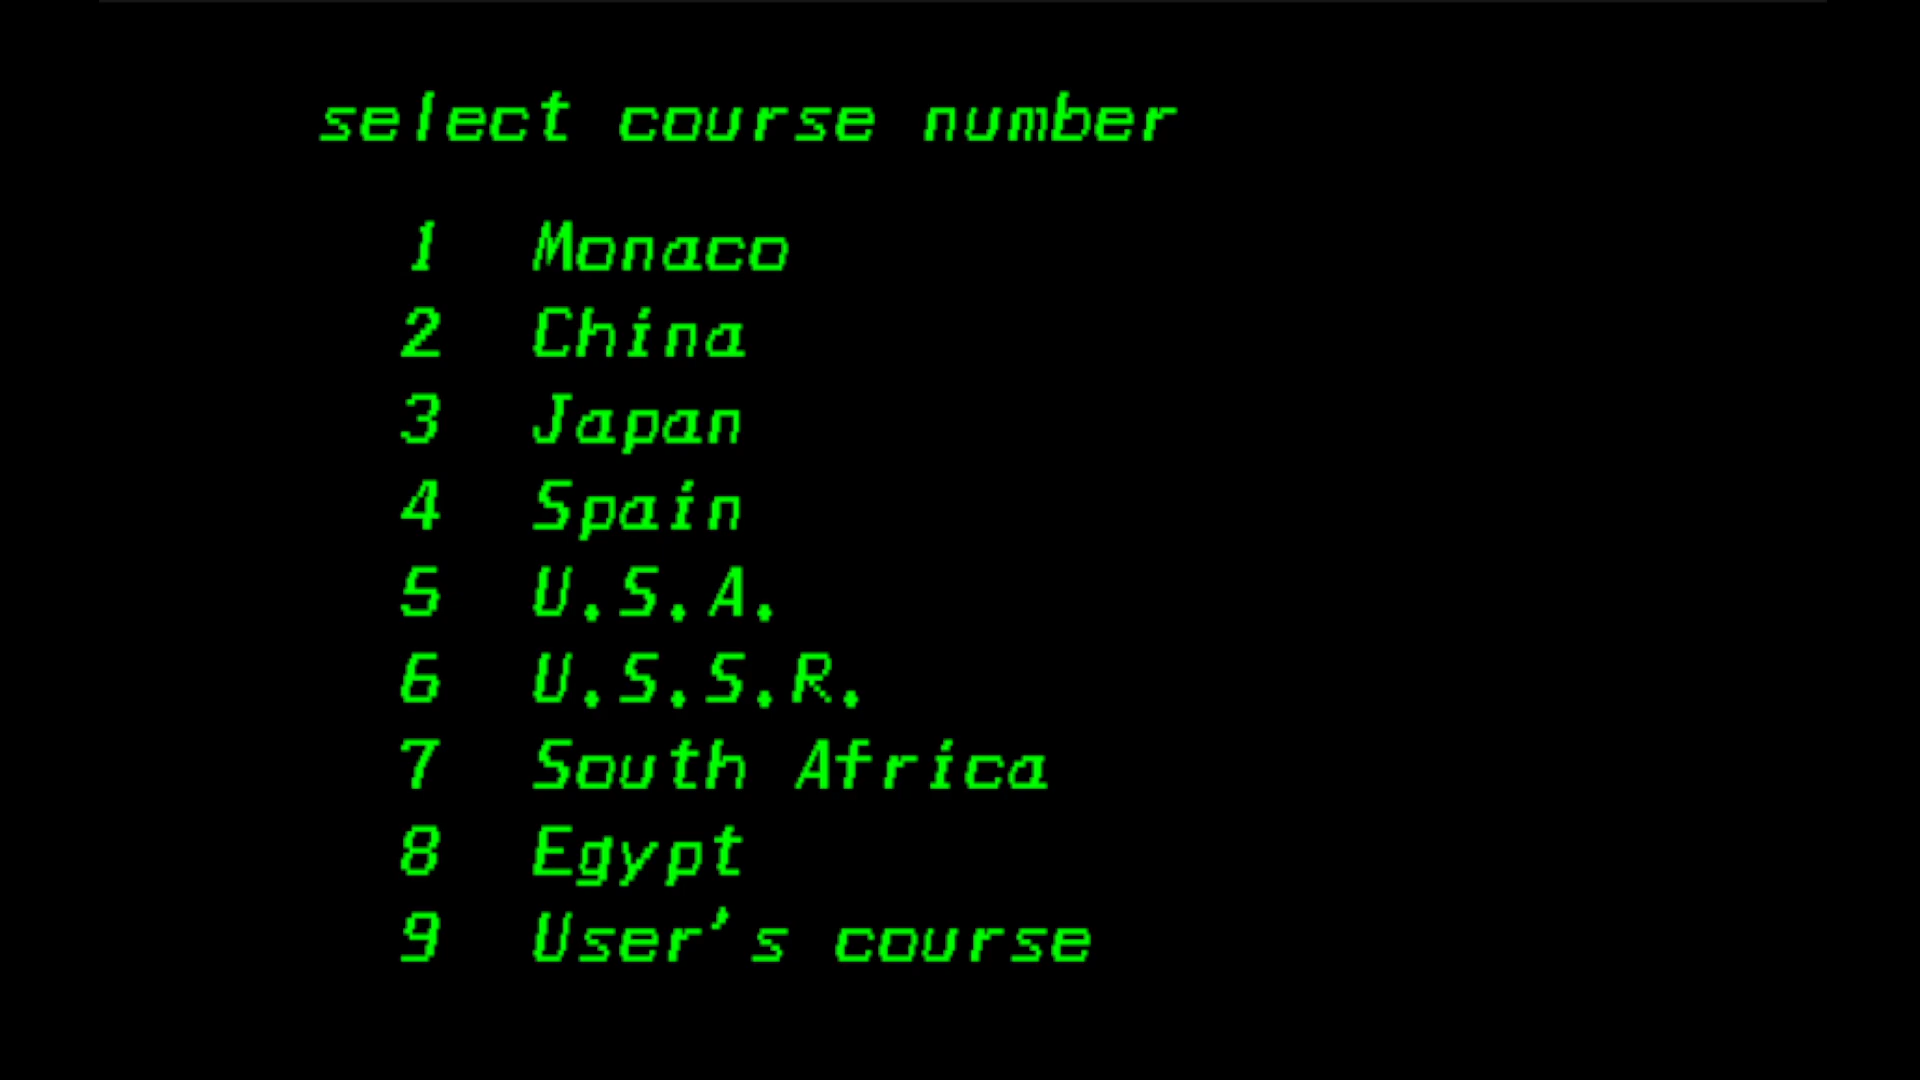 select course number
1 Monaco
2 China
3 Japan
4 Spain
5 U.S.A.
6 U.S.S.R.
7 South Africa
8 Egypt
9 User's course